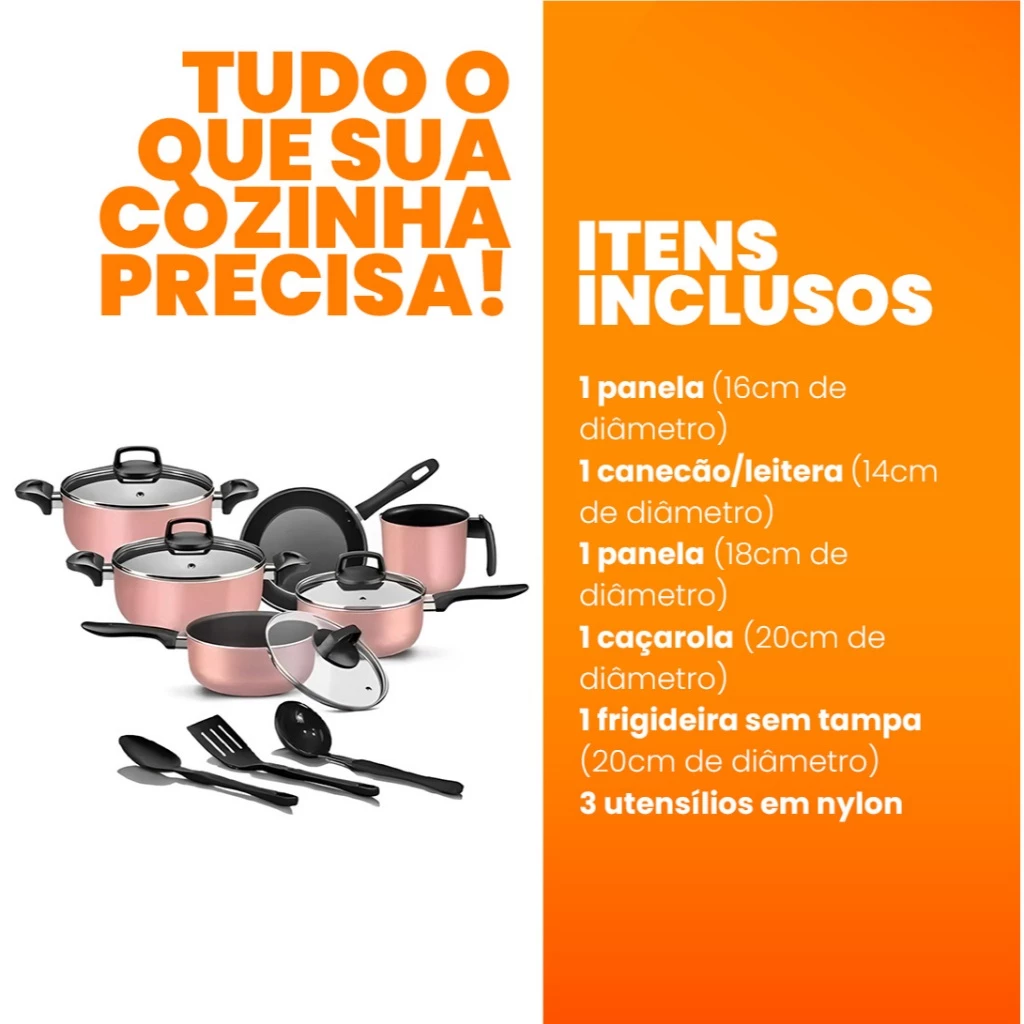 TUDO O
QUE SUA
COZINHA
PRECISA!
ITENS
INCLUSOS
1 panela (16cm de
diâmetro)
1 canecão/leitera (14cm
de diâmetro)
1 panela (18cm de
diâmetro)
1 caçarola (20cm de
diâmetro)
1 frigideira sem tampa
(20cm de diâmetro)
3 utensílios em nylon